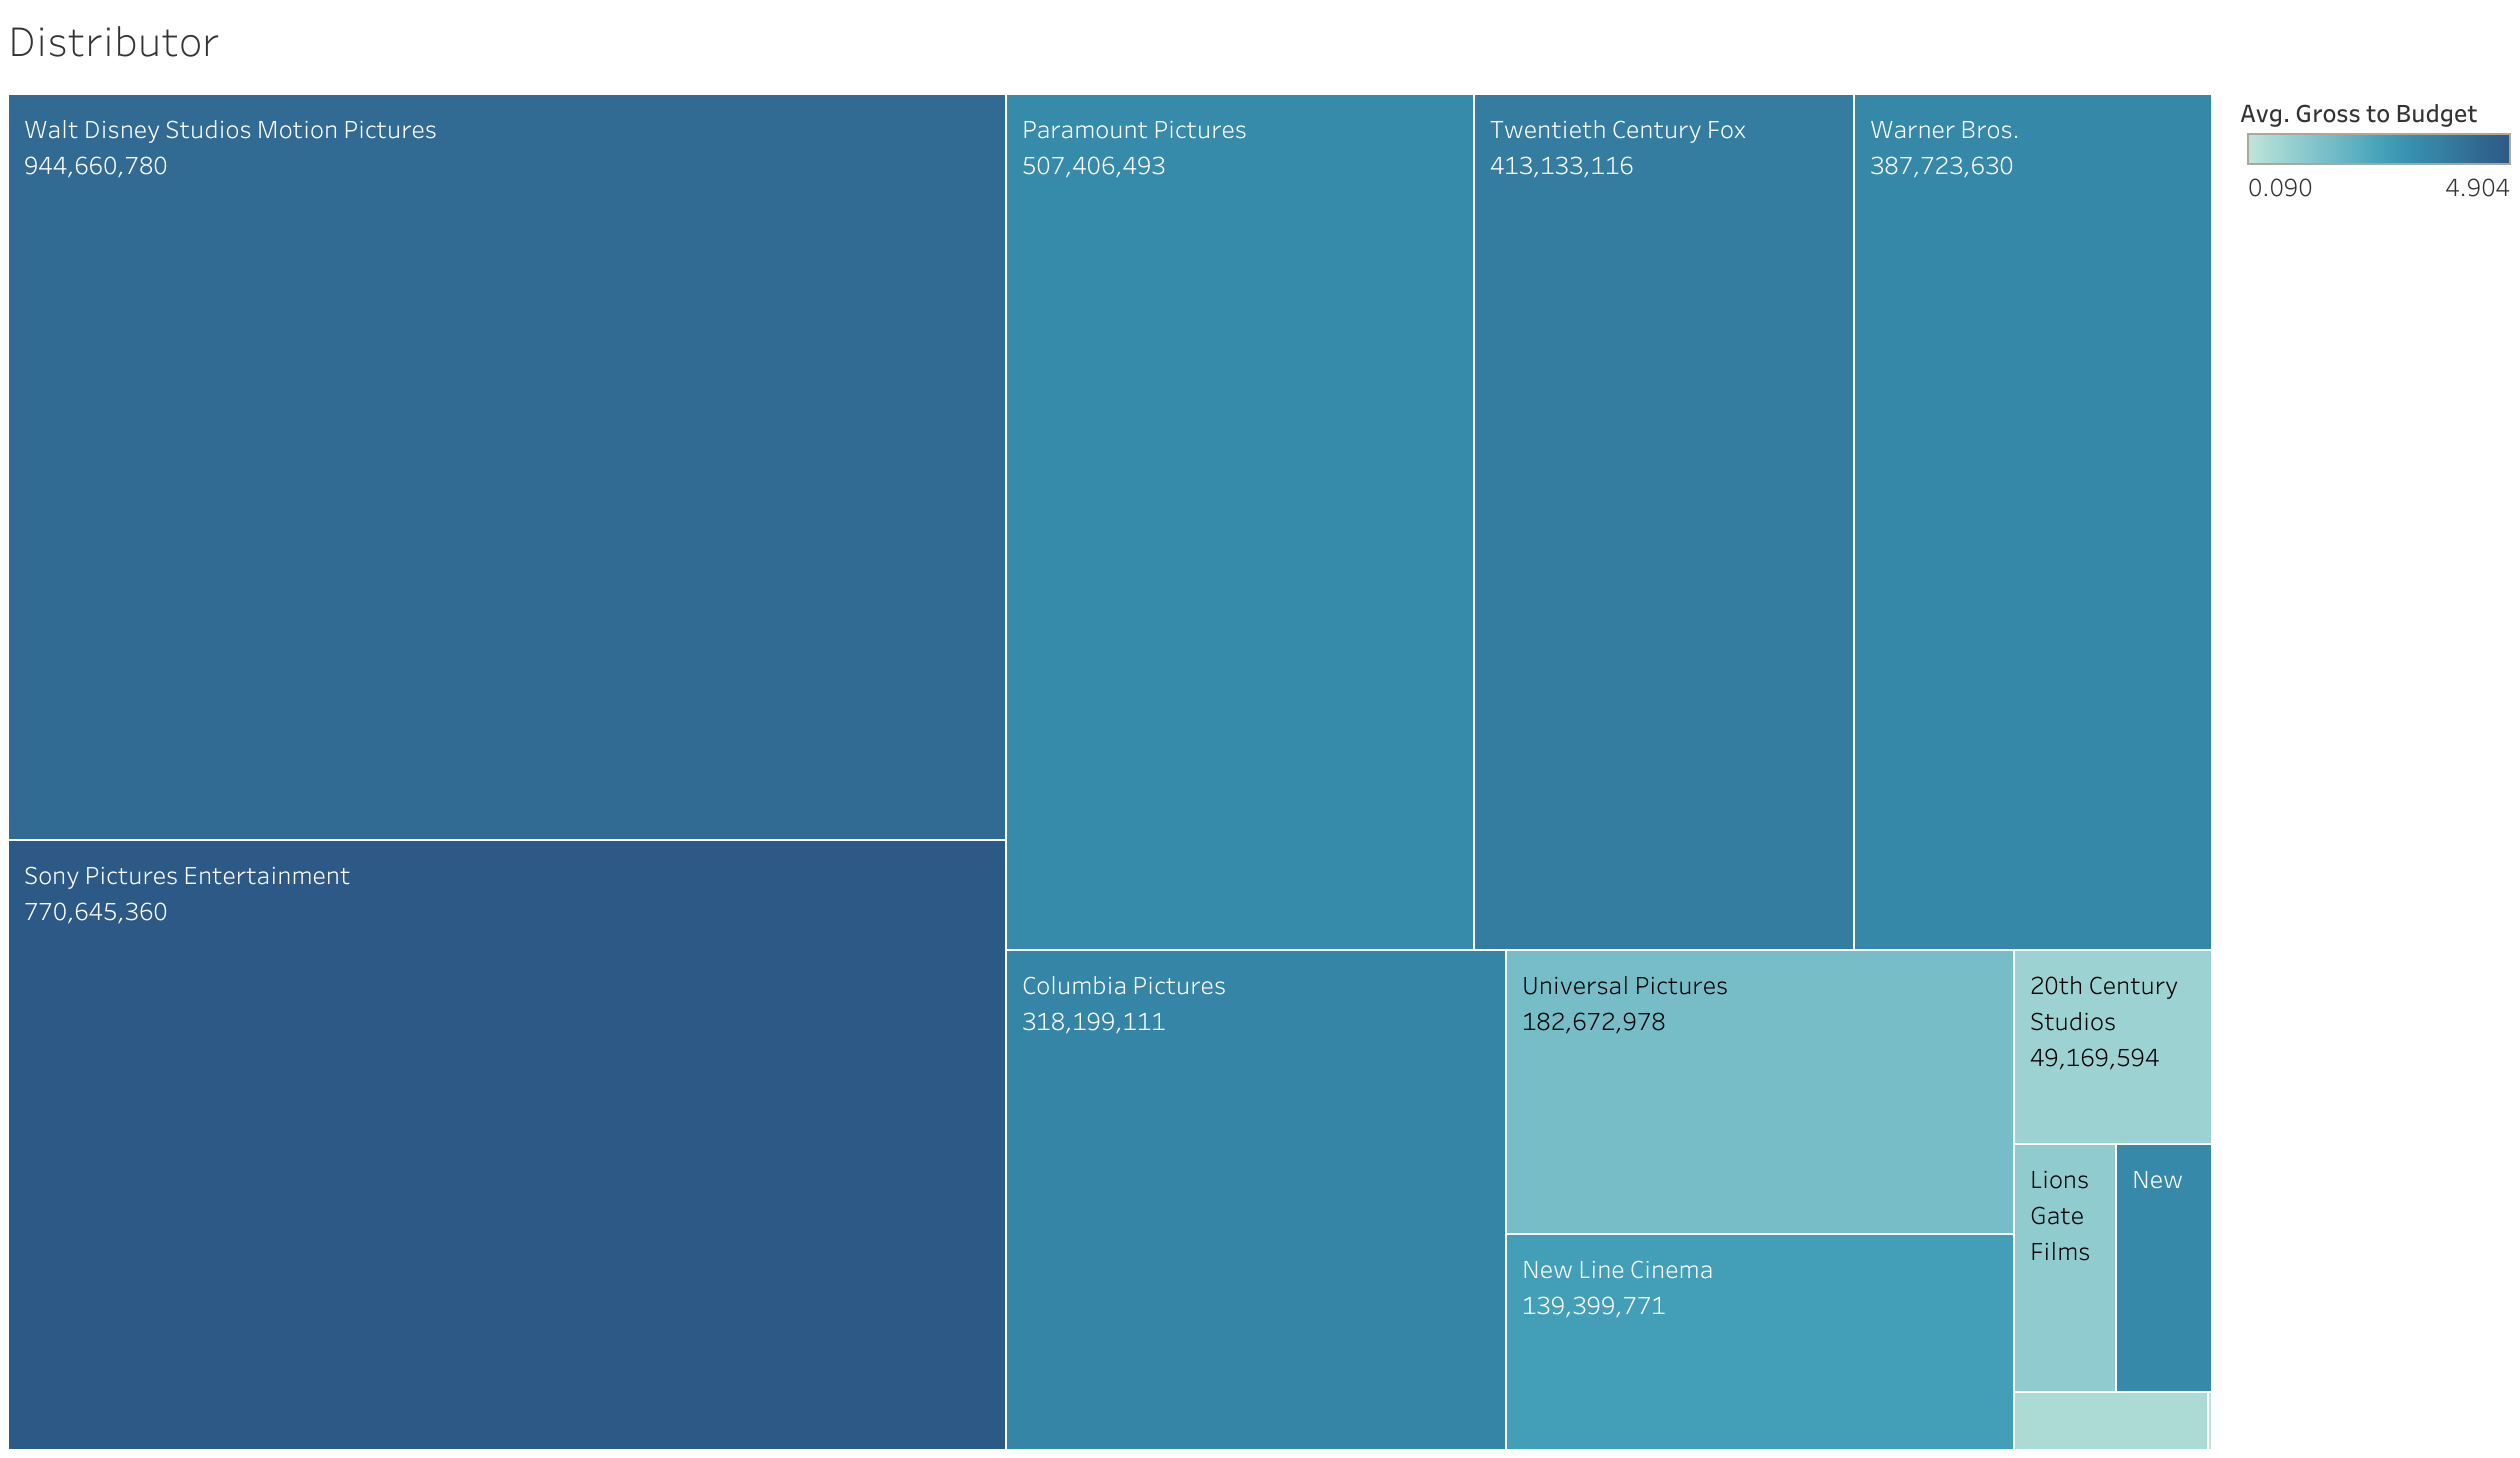 Distributor
Walt Disney Studios Motion Pictures
944,660,780
Paramount Pictures
507,406,493
Twentieth Century Fox
413,133,116
Warner Bros.
387,723,630
Avg. Gross to Budget
0.090 4.904
Sony Pictures Entertainment
770,645,360
Columbia Pictures
318,199,111
Universal Pictures
182,672,978
20th Century
Studios
49,169,594
Lions
Gate
Films
New
New Line Cinema
139,399,771